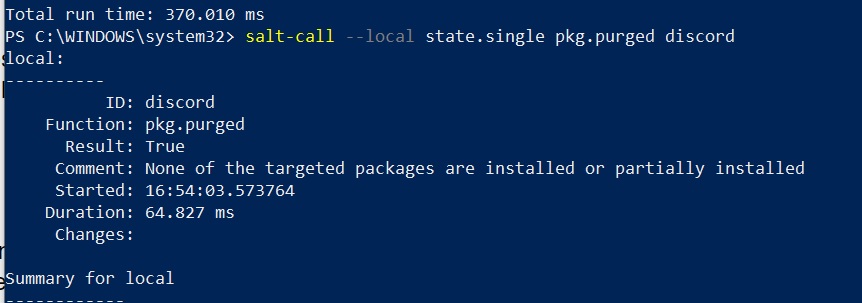 Total run time: 370.010 ms
PS C:\WINDOWS\system32> salt-call --local state.single pkg.purged discord
local:
----------
ID: discord
Function: pkg.purged
Result: True
Comment: None of the targeted packages are installed or partially installed
Started: 16:54:03.573764
Duration: 64.827 ms
Changes:
Summary for local
------------